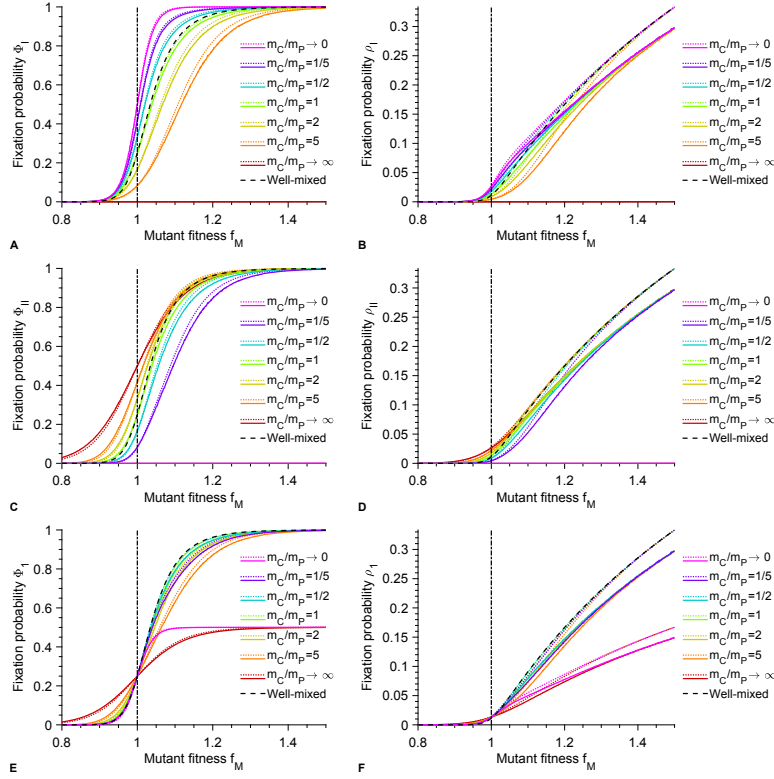 Fixation probability Φ_I
1
0.8
0.6
0.4
0.2
0
0.8
1
1.2
1.4
Mutant fitness f_M
m_C/m_P → 0
m_C/m_P=1/5
m_C/m_P=1/2
m_C/m_P=1
m_C/m_P=2
m_C/m_P=5
m_C/m_P → ∞
Well-mixed
A
Fixation probability ρ_I
0.3
0.25
0.2
0.15
0.1
0.05
0
0.8
1
1.2
1.4
Mutant fitness f_M
m_C/m_P → 0
m_C/m_P=1/5
m_C/m_P=1/2
m_C/m_P=1
m_C/m_P=2
m_C/m_P=5
m_C/m_P → ∞
Well-mixed
B
Fixation probability Φ_II
1
0.8
0.6
0.4
0.2
0
0.8
1
1.2
1.4
Mutant fitness f_M
m_C/m_P → 0
m_C/m_P=1/5
m_C/m_P=1/2
m_C/m_P=1
m_C/m_P=2
m_C/m_P=5
m_C/m_P → ∞
Well-mixed
C
Fixation probability ρ_II
0.3
0.25
0.2
0.15
0.1
0.05
0
0.8
1
1.2
1.4
Mutant fitness f_M
m_C/m_P → 0
m_C/m_P=1/5
m_C/m_P=1/2
m_C/m_P=1
m_C/m_P=2
m_C/m_P=5
m_C/m_P → ∞
Well-mixed
D
Fixation probability Φ_1
1
0.8
0.6
0.4
0.2
0
0.8
1
1.2
1.4
Mutant fitness f_M
m_C/m_P → 0
m_C/m_P=1/5
m_C/m_P=1/2
m_C/m_P=1
m_C/m_P=2
m_C/m_P=5
m_C/m_P → ∞
Well-mixed
E
Fixation probability ρ_1
0.3
0.25
0.2
0.15
0.1
0.05
0
0.8
1
1.2
1.4
Mutant fitness f_M
m_C/m_P → 0
m_C/m_P=1/5
m_C/m_P=1/2
m_C/m_P=1
m_C/m_P=2
m_C/m_P=5
m_C/m_P → ∞
Well-mixed
F